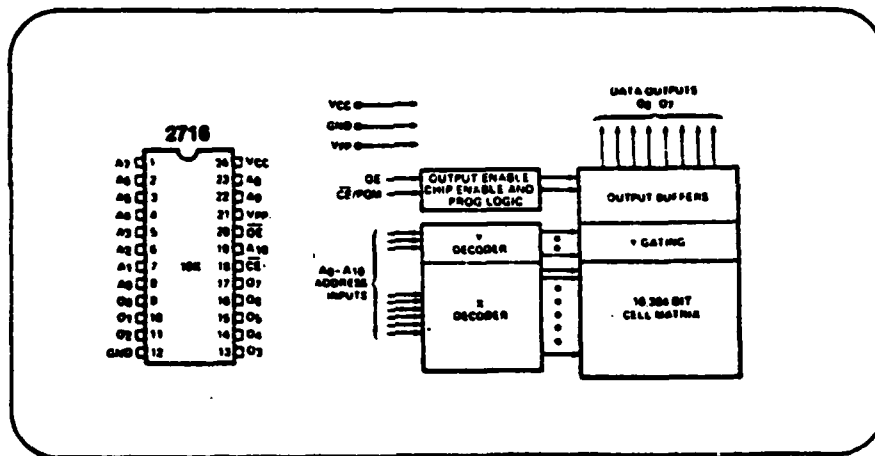 2716
A7 1 24 VCC
A6 2 23 A8
A5 3 22 A9
A4 4 21 VPP
A3 5 20 OE
A2 6 19 A10
A1 7 16K 18 CE
A0 8 17 O7
O0 9 16 O6
O1 10 15 O5
O2 11 14 O4
GND 12 13 O3
VCC
GND
VPP
OE
CE/PGM
OUTPUT ENABLE
CHIP ENABLE AND
PROG LOGIC
A0-A10
ADDRESS
INPUTS
Y
DECODER
X
DECODER
DATA OUTPUTS
O0 O7
OUTPUT BUFFERS
Y GATING
16,384 BIT
CELL MATRIX